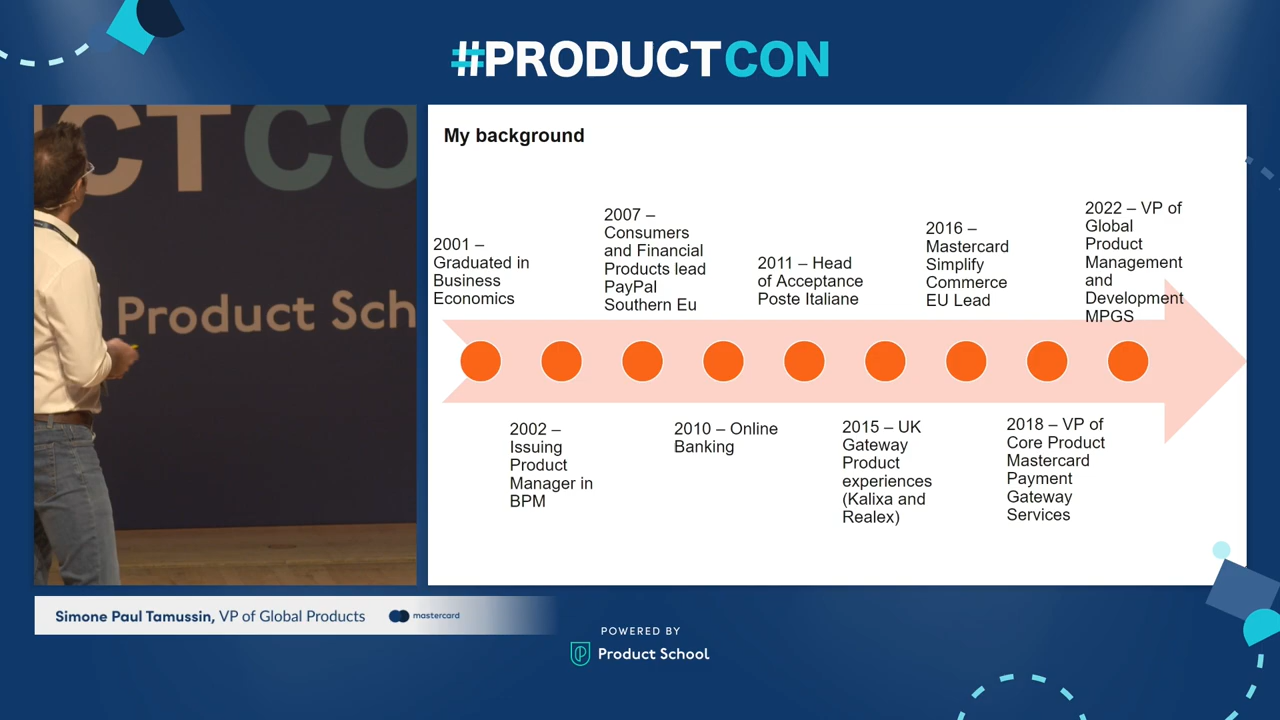 #PRODUCTCON
CT CO
Product Sch
My background
2001 –
Graduated in
Business
Economics
2007 –
Consumers
and Financial
Products lead
PayPal
Southern Eu
2011 – Head
of Acceptance
Poste Italiane
2016 –
Mastercard
Simplify
Commerce
EU Lead
2022 – VP of
Global
Product
Management
and
Development
MPGS
2002 –
Issuing
Product
Manager in
BPM
2010 – Online
Banking
2015 – UK
Gateway
Product
experiences
(Kalixa and
Realex)
2018 – VP of
Core Product
Mastercard
Payment
Gateway
Services
Simone Paul Tamussin, VP of Global Products
mastercard
POWERED BY
Product School